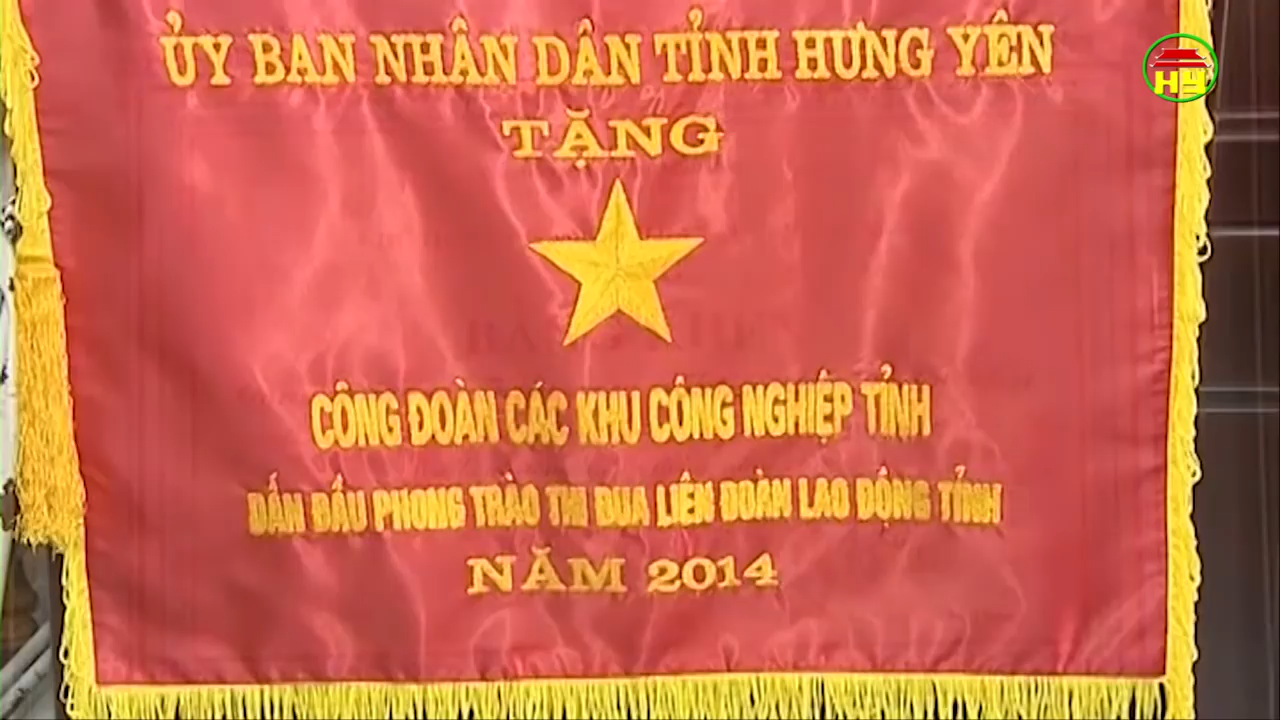 ỦY BAN NHÂN DÂN TỈNH HƯNG YÊN
HY
TẶNG
CÔNG ĐOÀN CÁC KHU CÔNG NGHIỆP TỈNH
DẪN ĐẦU PHONG TRÀO THI ĐUA LIÊN ĐOÀN LAO ĐỘNG TỈNH
NĂM 2014